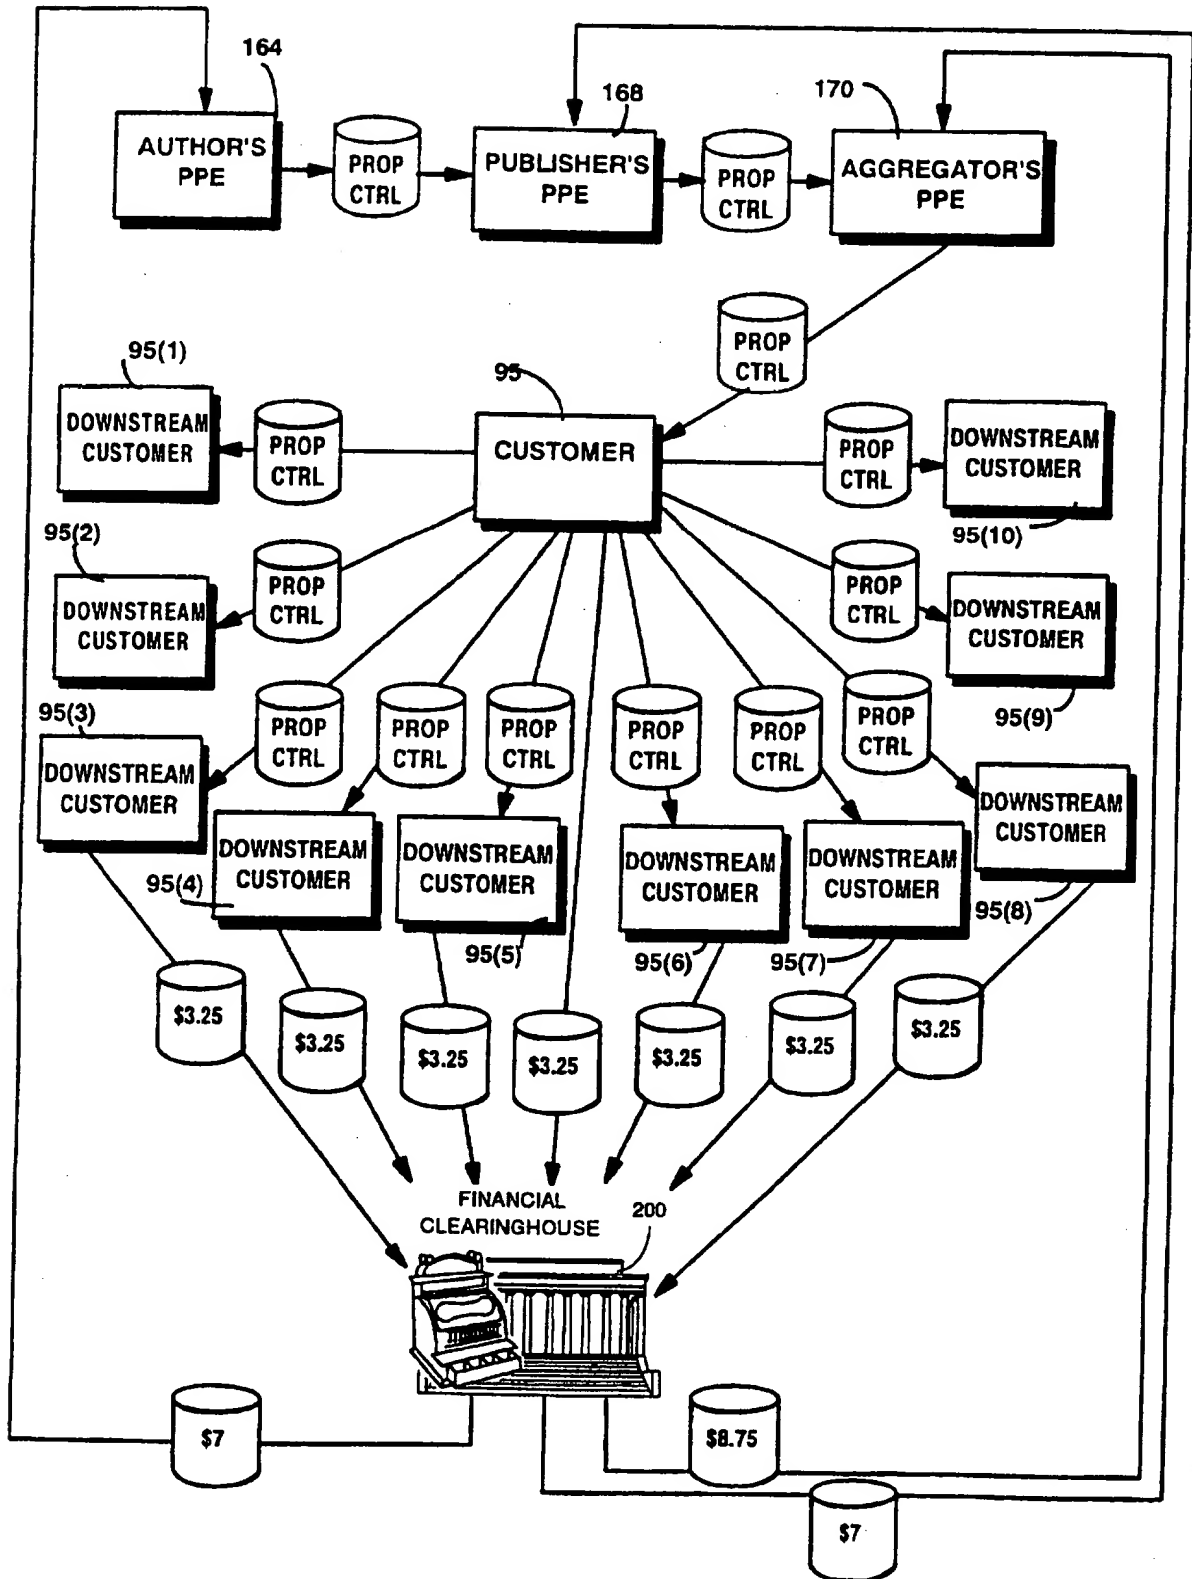 164
168
170
AUTHOR'S
PPE
PROP
CTRL
PUBLISHER'S
PPE
PROP
CTRL
AGGREGATOR'S
PPE
PROP
CTRL
95(1)
95
DOWNSTREAM
CUSTOMER
PROP
CTRL
CUSTOMER
PROP
CTRL
DOWNSTREAM
CUSTOMER
95(10)
95(2)
DOWNSTREAM
CUSTOMER
PROP
CTRL
PROP
CTRL
DOWNSTREAM
CUSTOMER
95(9)
95(3)
DOWNSTREAM
CUSTOMER
PROP
CTRL
PROP
CTRL
PROP
CTRL
PROP
CTRL
PROP
CTRL
PROP
CTRL
DOWNSTREAM
CUSTOMER
95(8)
DOWNSTREAM
CUSTOMER
95(4)
DOWNSTREAM
CUSTOMER
95(5)
DOWNSTREAM
CUSTOMER
95(6)
DOWNSTREAM
CUSTOMER
95(7)
$3.25
$3.25
$3.25
$3.25
$3.25
$3.25
$3.25
FINANCIAL
CLEARINGHOUSE
200
$7
$8.75
$7